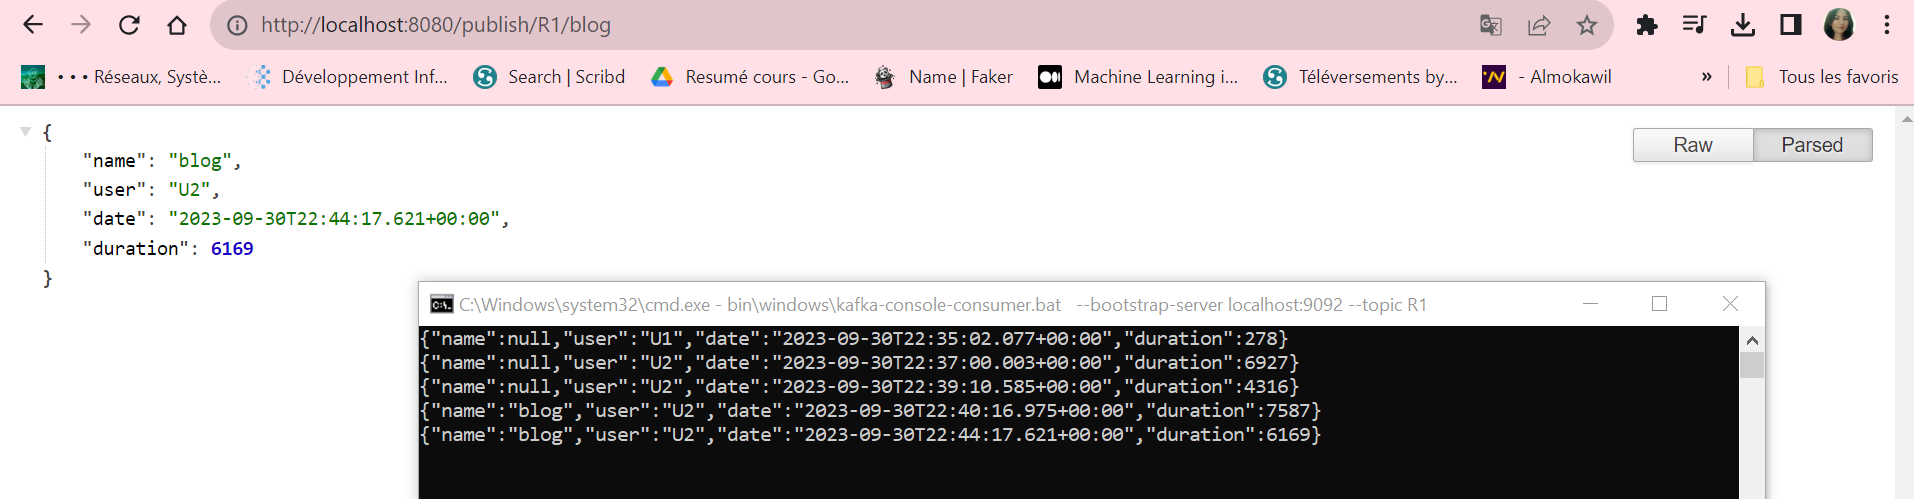 http://localhost:8080/publish/R1/blog
• • • Réseaux, Systè... Développement Inf... Search | Scribd Resumé cours - Go... Name | Faker Machine Learning i... Téléversements by... - Almokawil » Tous les favoris
{
Raw Parsed
"name": "blog",
"user": "U2",
"date": "2023-09-30T22:44:17.621+00:00",
"duration": 6169
}
C:\Windows\system32\cmd.exe - bin\windows\kafka-console-consumer.bat --bootstrap-server localhost:9092 --topic R1
{"name":null,"user":"U1","date":"2023-09-30T22:35:02.077+00:00","duration":278}
{"name":null,"user":"U2","date":"2023-09-30T22:37:00.003+00:00","duration":6927}
{"name":null,"user":"U2","date":"2023-09-30T22:39:10.585+00:00","duration":4316}
{"name":"blog","user":"U2","date":"2023-09-30T22:40:16.975+00:00","duration":7587}
{"name":"blog","user":"U2","date":"2023-09-30T22:44:17.621+00:00","duration":6169}